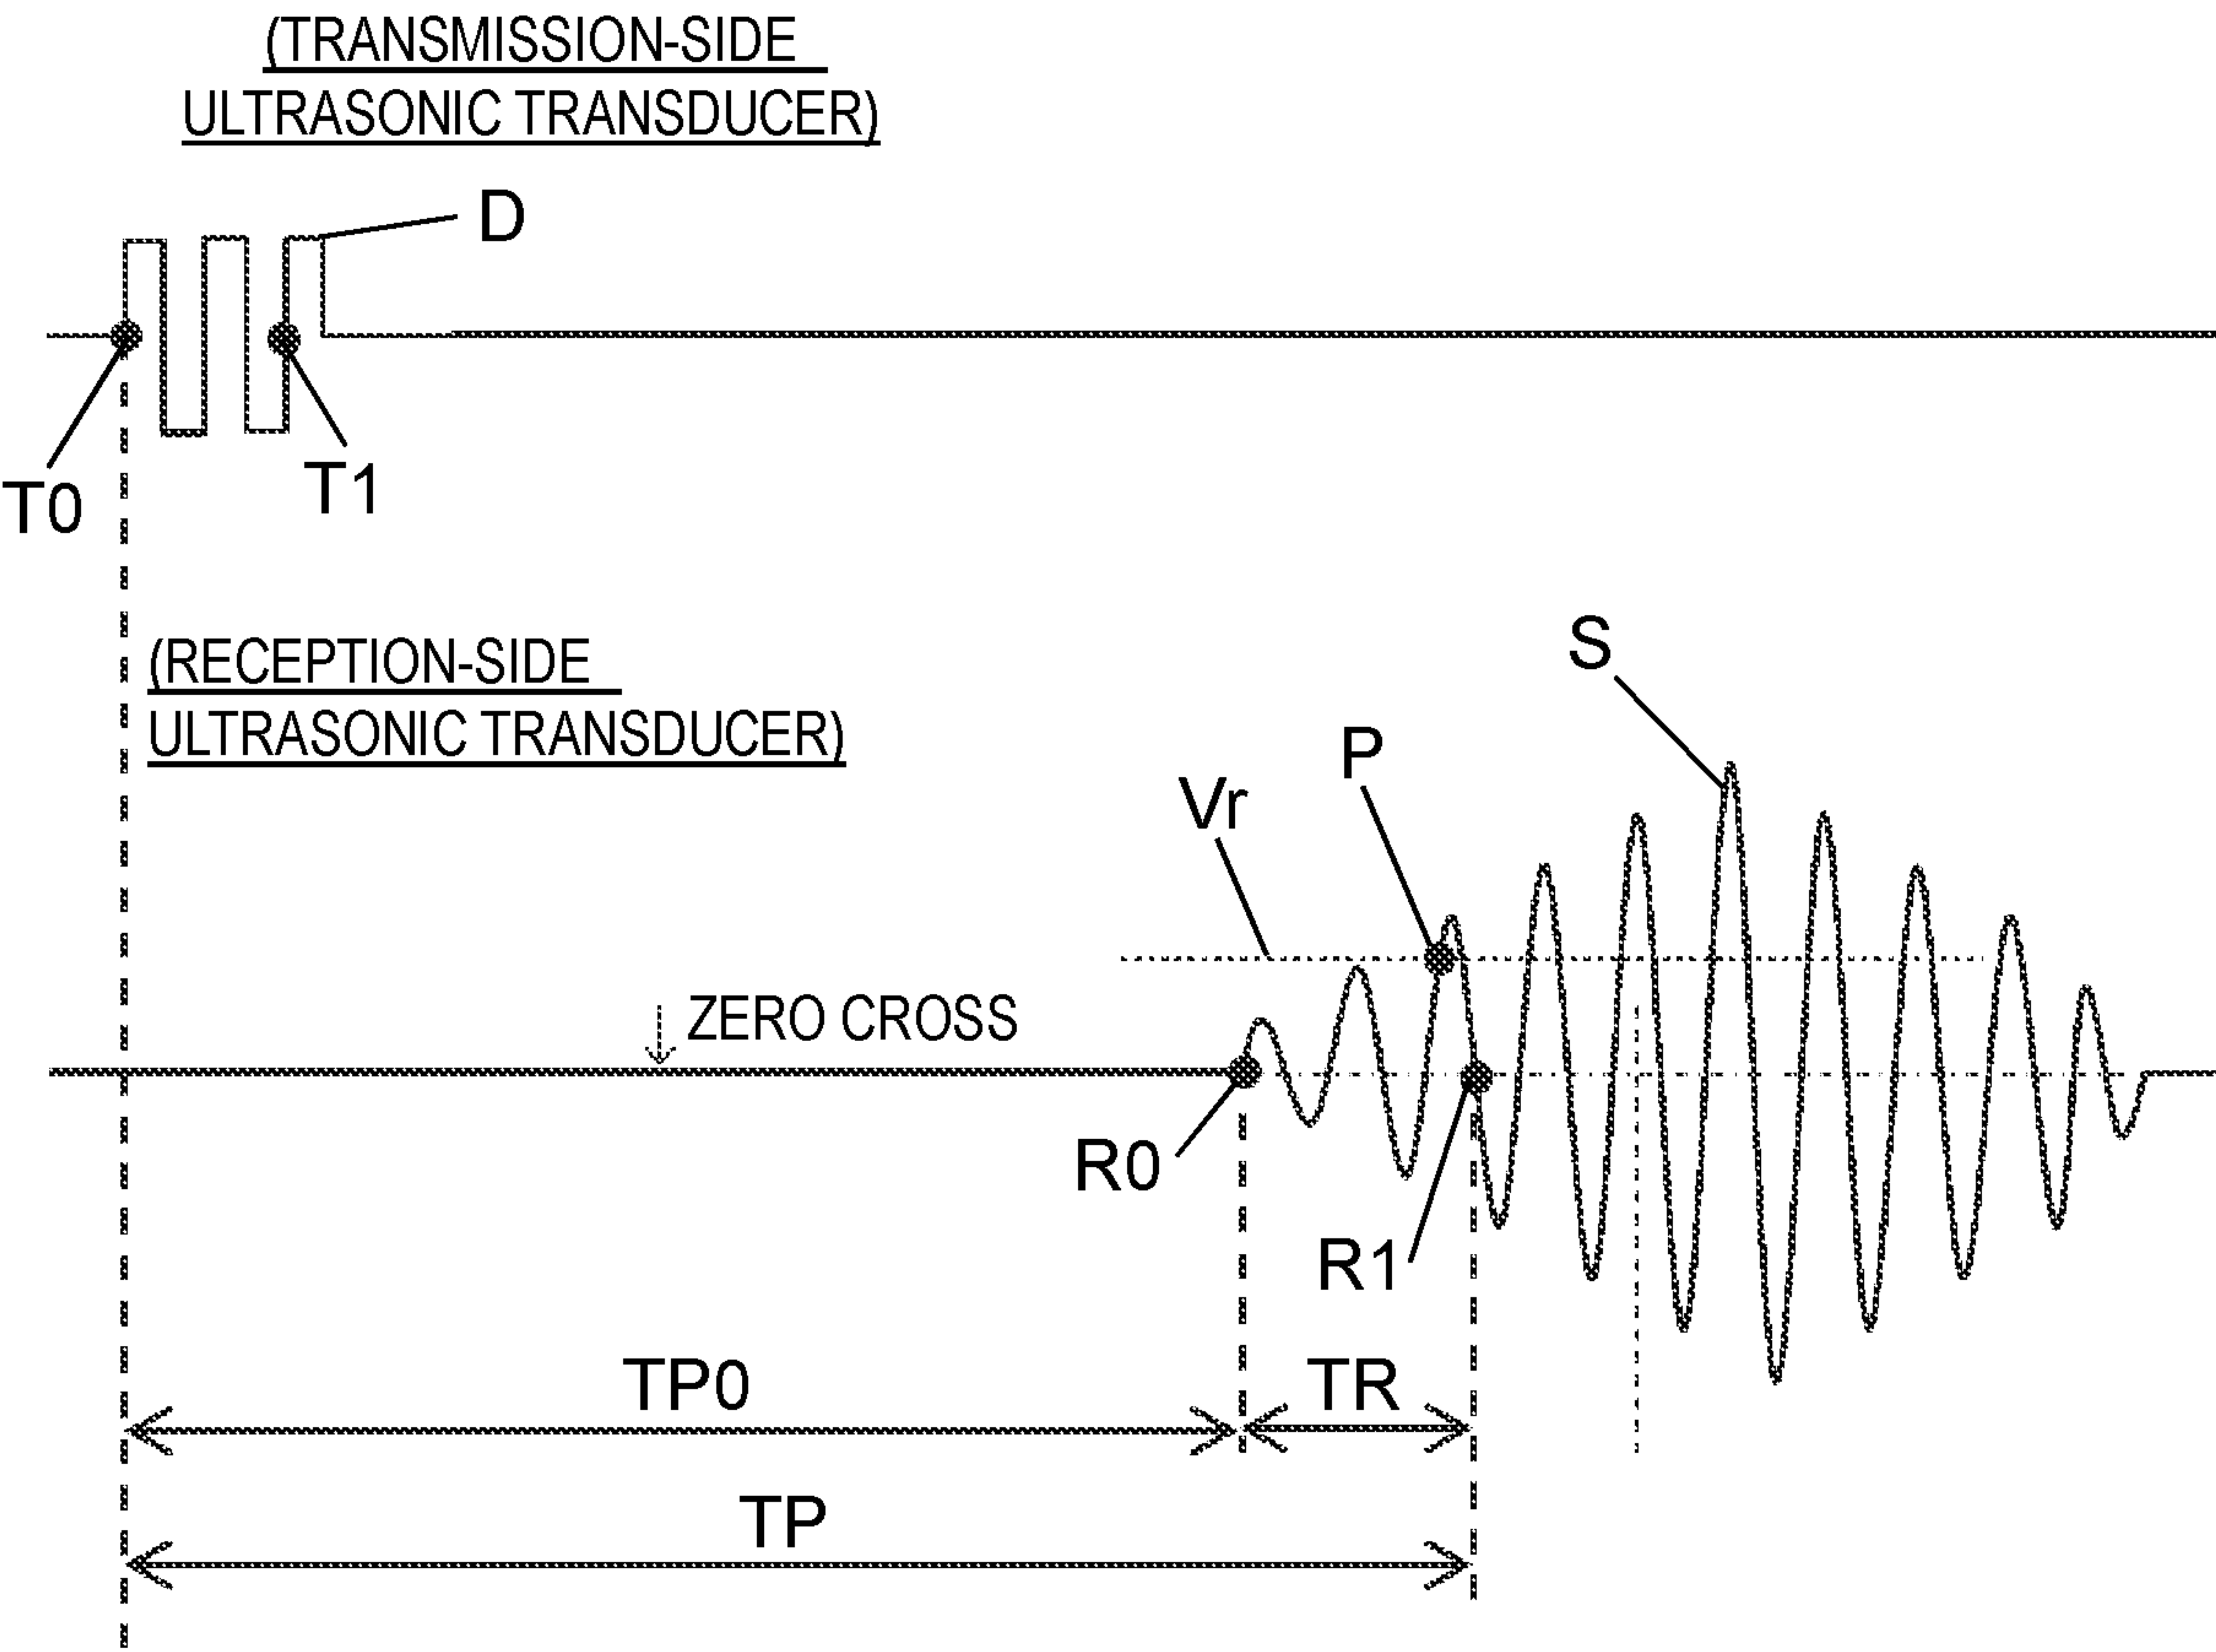 (TRANSMISSION-SIDE
ULTRASONIC TRANSDUCER)
D
T0
T1
(RECEPTION-SIDE
ULTRASONIC TRANSDUCER)
S
P
Vr
ZERO CROSS
R0
R1
TP0
TR
TP